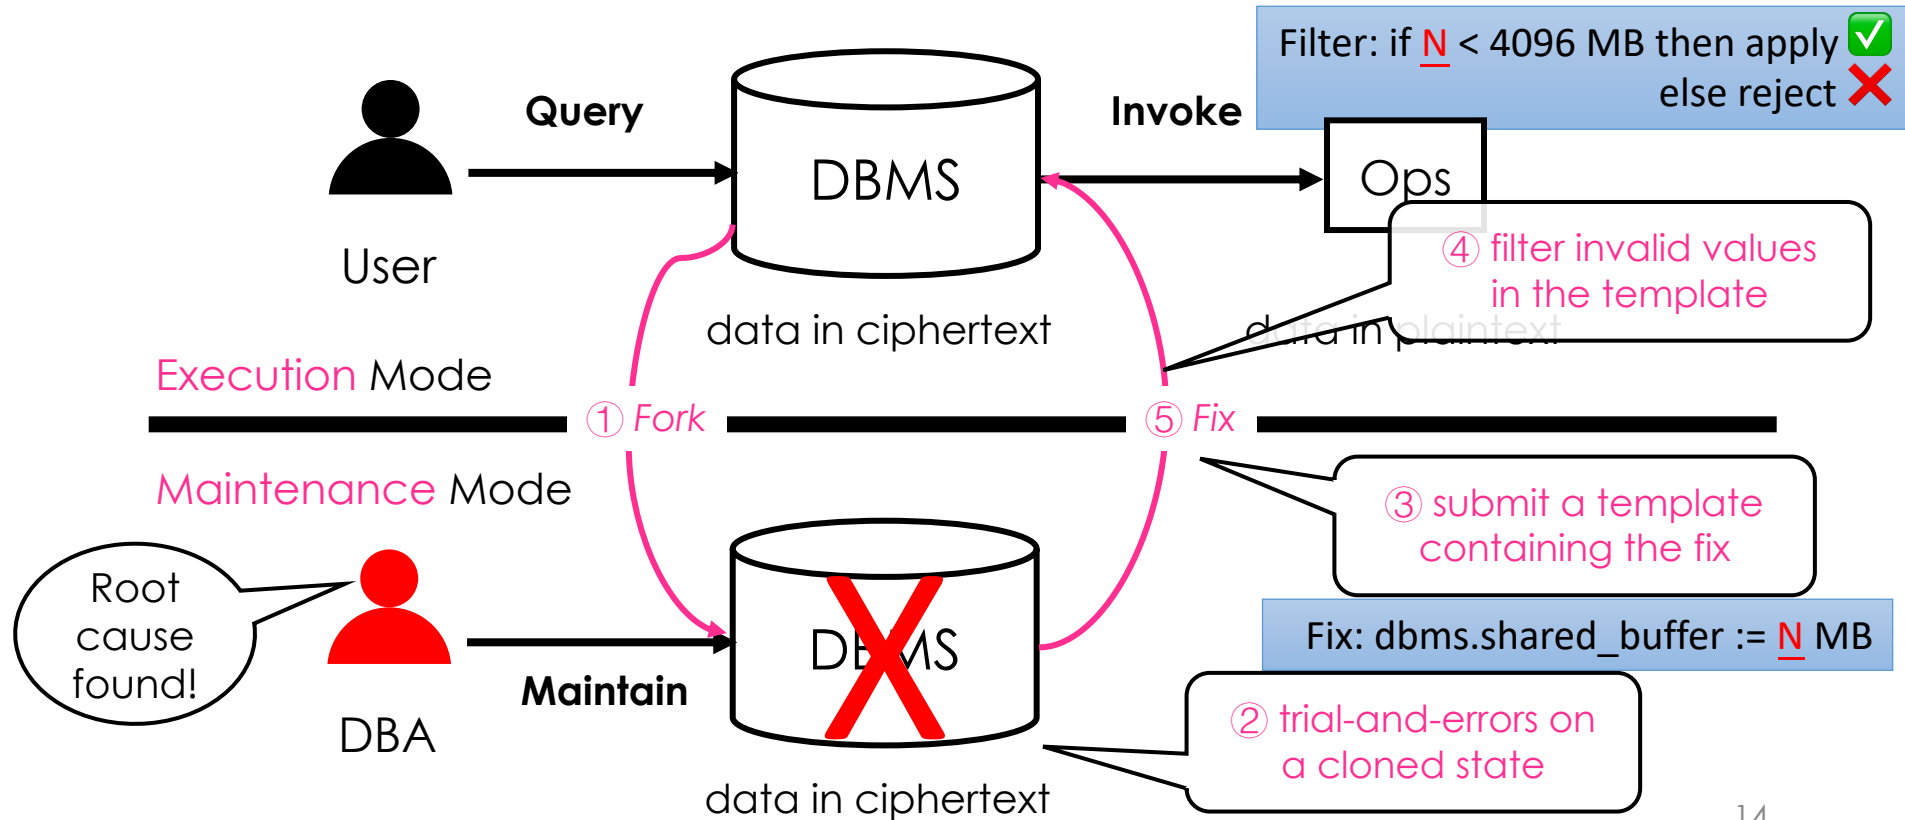 Filter: if N < 4096 MB then apply ✅
else reject ❌
Query
Invoke
DBMS
Ops
User
④ filter invalid values
in the template
data in ciphertext
data in plaintext
Execution Mode
① Fork
⑤ Fix
Maintenance Mode
③ submit a template
containing the fix
Root
cause
found!
Fix: dbms.shared_buffer := N MB
DBMS
X
Maintain
DBA
② trial-and-errors on
a cloned state
data in ciphertext
14